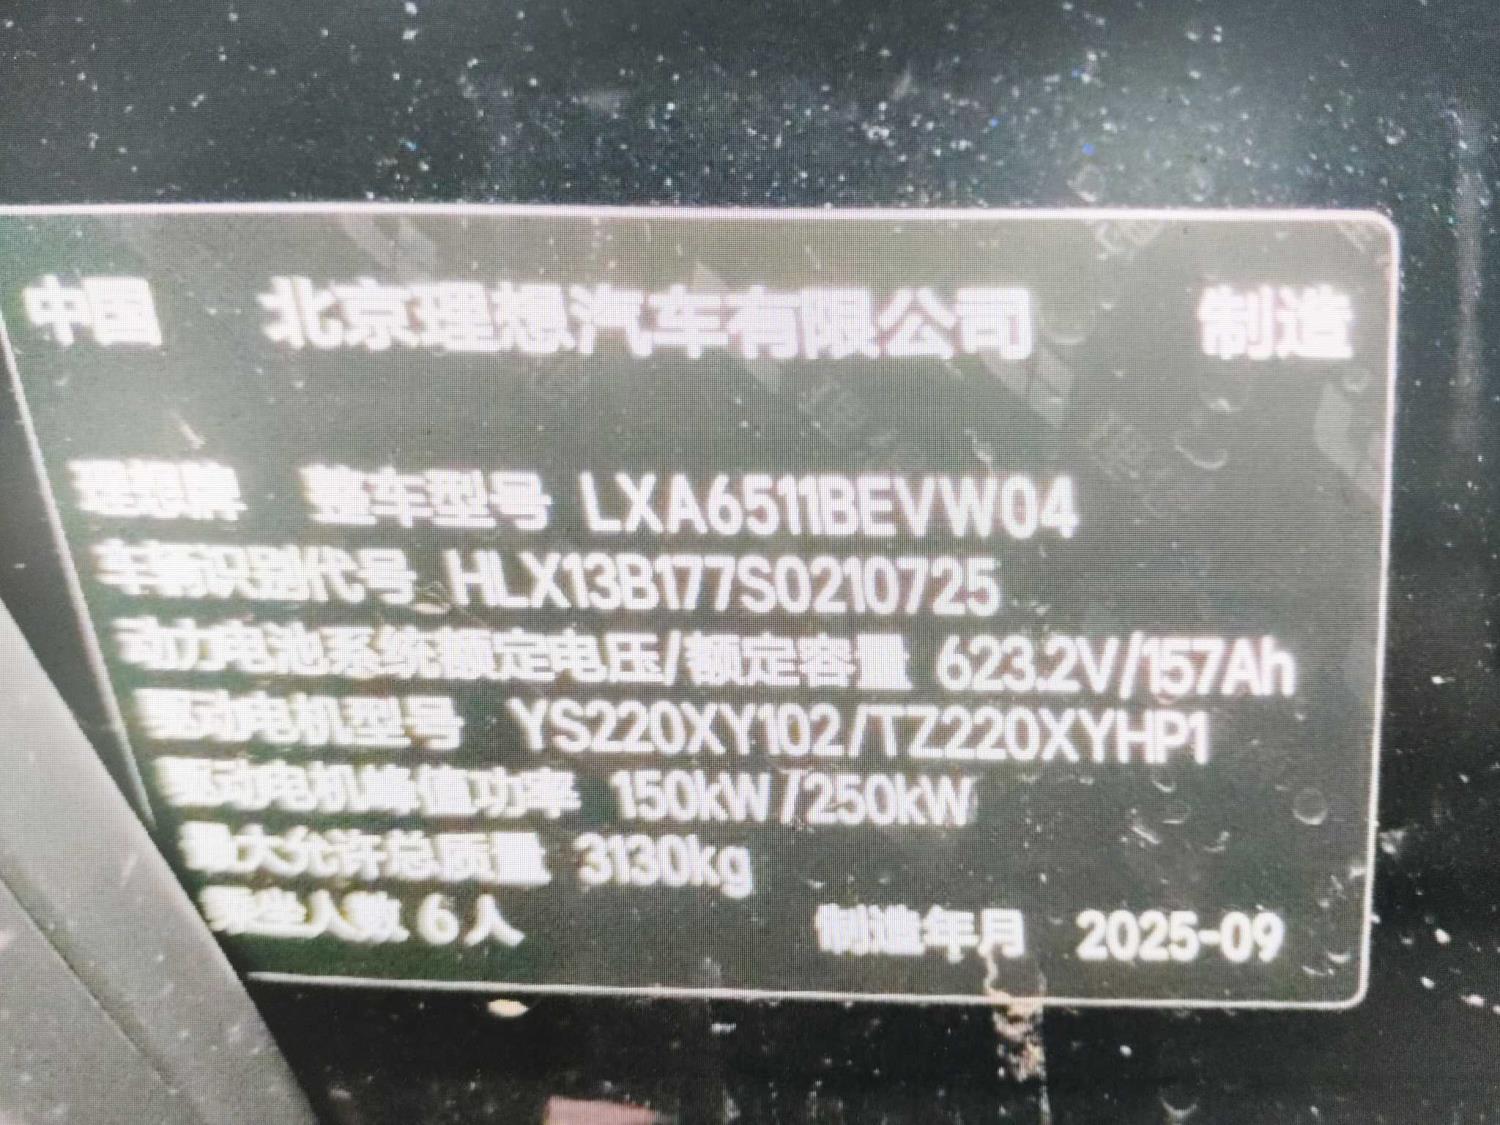 中国 北京理想汽车有限公司 制造
理想牌 整车型号 LXA6511BEVW04
车辆识别代号 HLX13B177S0210725
动力电池系统额定电压/额定容量 623.2V/157Ah
驱动电机型号 YS220XY102/TZ220XYHP1
驱动电机峰值功率 150kW/250kW
最大允许总质量 3130kg
乘坐人数 6人 制造年月 2025-09